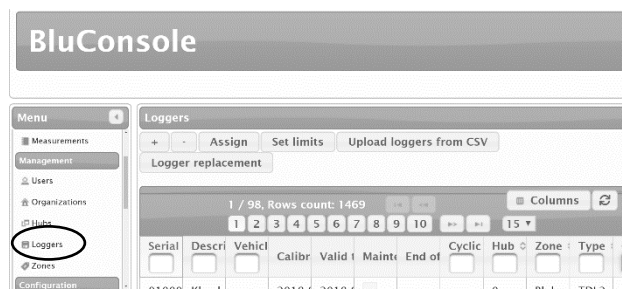 BluConsole
Menu
Measurements
Management
Users
Organizations
Hubs
Loggers
Zones
Configuration
Loggers
+ - Assign Set limits Upload loggers from CSV
Logger replacement
1 / 98, Rows count: 1469
Columns
1 2 3 4 5 6 7 8 9 10 15
Serial Descri Vehicl Calibr Valid t Mainte End of Cyclic Hub Zone Type